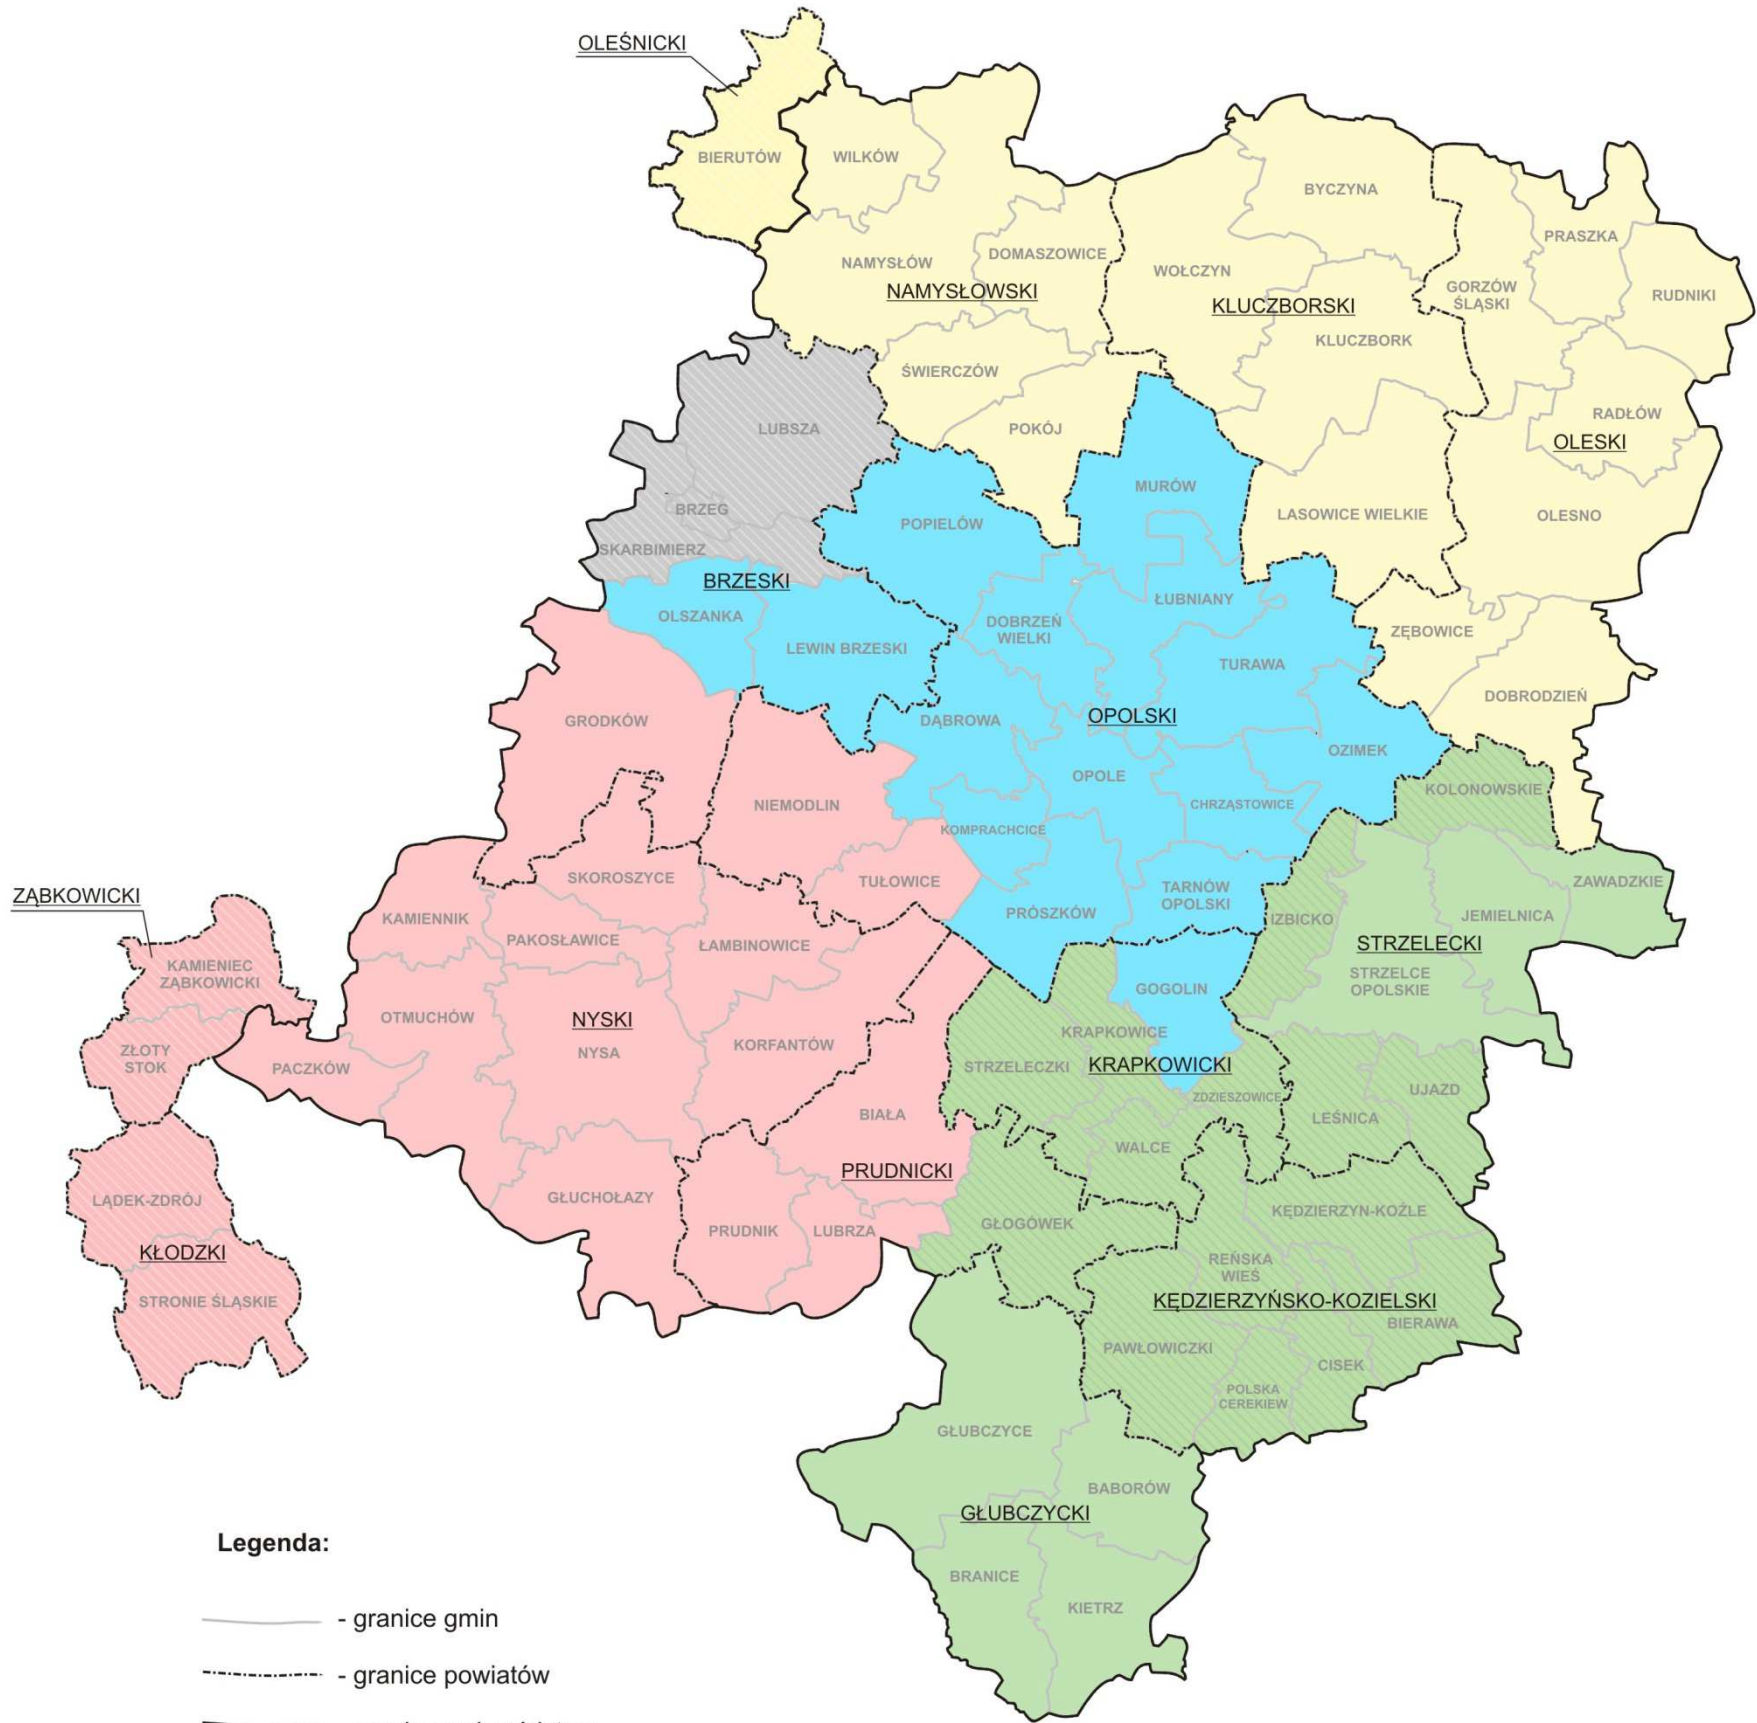 OLEŚNICKI
BIERUTÓW
WILKÓW
BYCZYNA
PRASZKA
NAMYSŁÓW
DOMASZOWICE
WOŁCZYN
GORZÓW
ŚLĄSKI
RUDNIKI
NAMYSŁOWSKI
KLUCZBORSKI
KLUCZBORK
ŚWIERCZÓW
RADŁÓW
LUBSZA
POKÓJ
OLESKI
MURÓW
BRZEG
POPIELÓW
LASOWICE WIELKIE
OLESNO
SKARBIMIERZ
BRZESKI
ŁUBNIANY
OLSZANKA
DOBRZEŃ
WIELKI
ZĘBOWICE
LEWIN BRZESKI
TURAWA
DOBRODZIEŃ
GRODKÓW
DĄBROWA
OPOLSKI
OZIMEK
OPOLE
KOLONOWSKIE
NIEMODLIN
CHRZĄSTOWICE
KOMPRACHCICE
SKOROSZYCE
TUŁOWICE
TARNÓW
OPOLSKI
ZAWADZKIE
ZĄBKOWICKI
KAMIENNIK
PRÓSZKÓW
IZBICKO
JEMIELNICA
PAKOSŁAWICE
ŁAMBINOWICE
STRZELECKI
KAMIENIEC
ZĄBKOWICKI
STRZELCE
OPOLSKIE
GOGOLIN
OTMUCHÓW
NYSKI
KRAPKOWICE
ZŁOTY
STOK
NYSA
KORFANTÓW
PACZKÓW
STRZELECZKI
KRAPKOWICKI
UJAZD
ZDZIESZOWICE
BIAŁA
LEŚNICA
WALCE
PRUDNICKI
LĄDEK-ZDRÓJ
GŁUCHOŁAZY
KĘDZIERZYN-KOŹLE
GŁOGÓWEK
PRUDNIK
LUBRZA
KŁODZKI
REŃSKA
WIEŚ
STRONIE ŚLĄSKIE
KĘDZIERZYŃSKO-KOZIELSKI
BIERAWA
PAWŁOWICZKI
CISEK
POLSKA
CEREKIEW
GŁUBCZYCE
BABORÓW
GŁUBCZYCKI
BRANICE
KIETRZ
Legenda:
- granice gmin
- granice powiatów